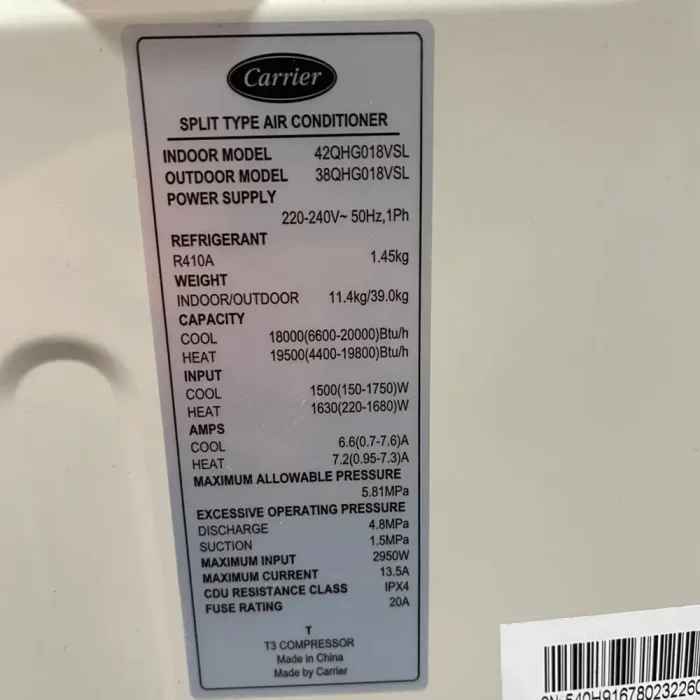 Carrier
SPLIT TYPE AIR CONDITIONER
INDOOR MODEL 42QHG018VSL
OUTDOOR MODEL 38QHG018VSL
POWER SUPPLY
220-240V~ 50Hz,1Ph
REFRIGERANT
R410A 1.45kg
WEIGHT
INDOOR/OUTDOOR 11.4kg/39.0kg
CAPACITY
COOL 18000(6600-20000)Btu/h
HEAT 19500(4400-19800)Btu/h
INPUT
COOL 1500(150-1750)W
HEAT 1630(220-1680)W
AMPS
COOL 6.6(0.7-7.6)A
HEAT 7.2(0.95-7.3)A
MAXIMUM ALLOWABLE PRESSURE
5.81MPa
EXCESSIVE OPERATING PRESSURE
DISCHARGE 4.8MPa
SUCTION 1.5MPa
MAXIMUM INPUT 2950W
MAXIMUM CURRENT 13.5A
CDU RESISTANCE CLASS IPX4
FUSE RATING 20A
T
T3 COMPRESSOR
Made in China
Made by Carrier